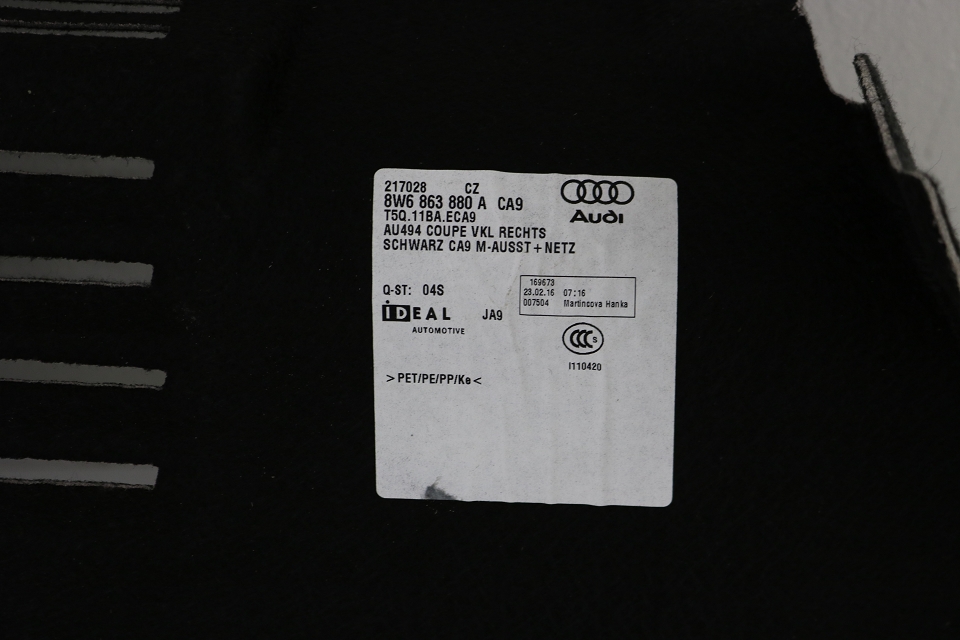 217028 CZ
8W6 863 880 A CA9
T5Q.11BA.ECA9
AU494 COUPE VKL RECHTS
SCHWARZ CA9 M-AUSST+NETZ
Audi
Q-ST: 04S
IDEAL
AUTOMOTIVE
JA9
169673
23.02.16 07:16
007504 Martincova Hanka
CCC S
I110420
>PET/PE/PP/Ke<